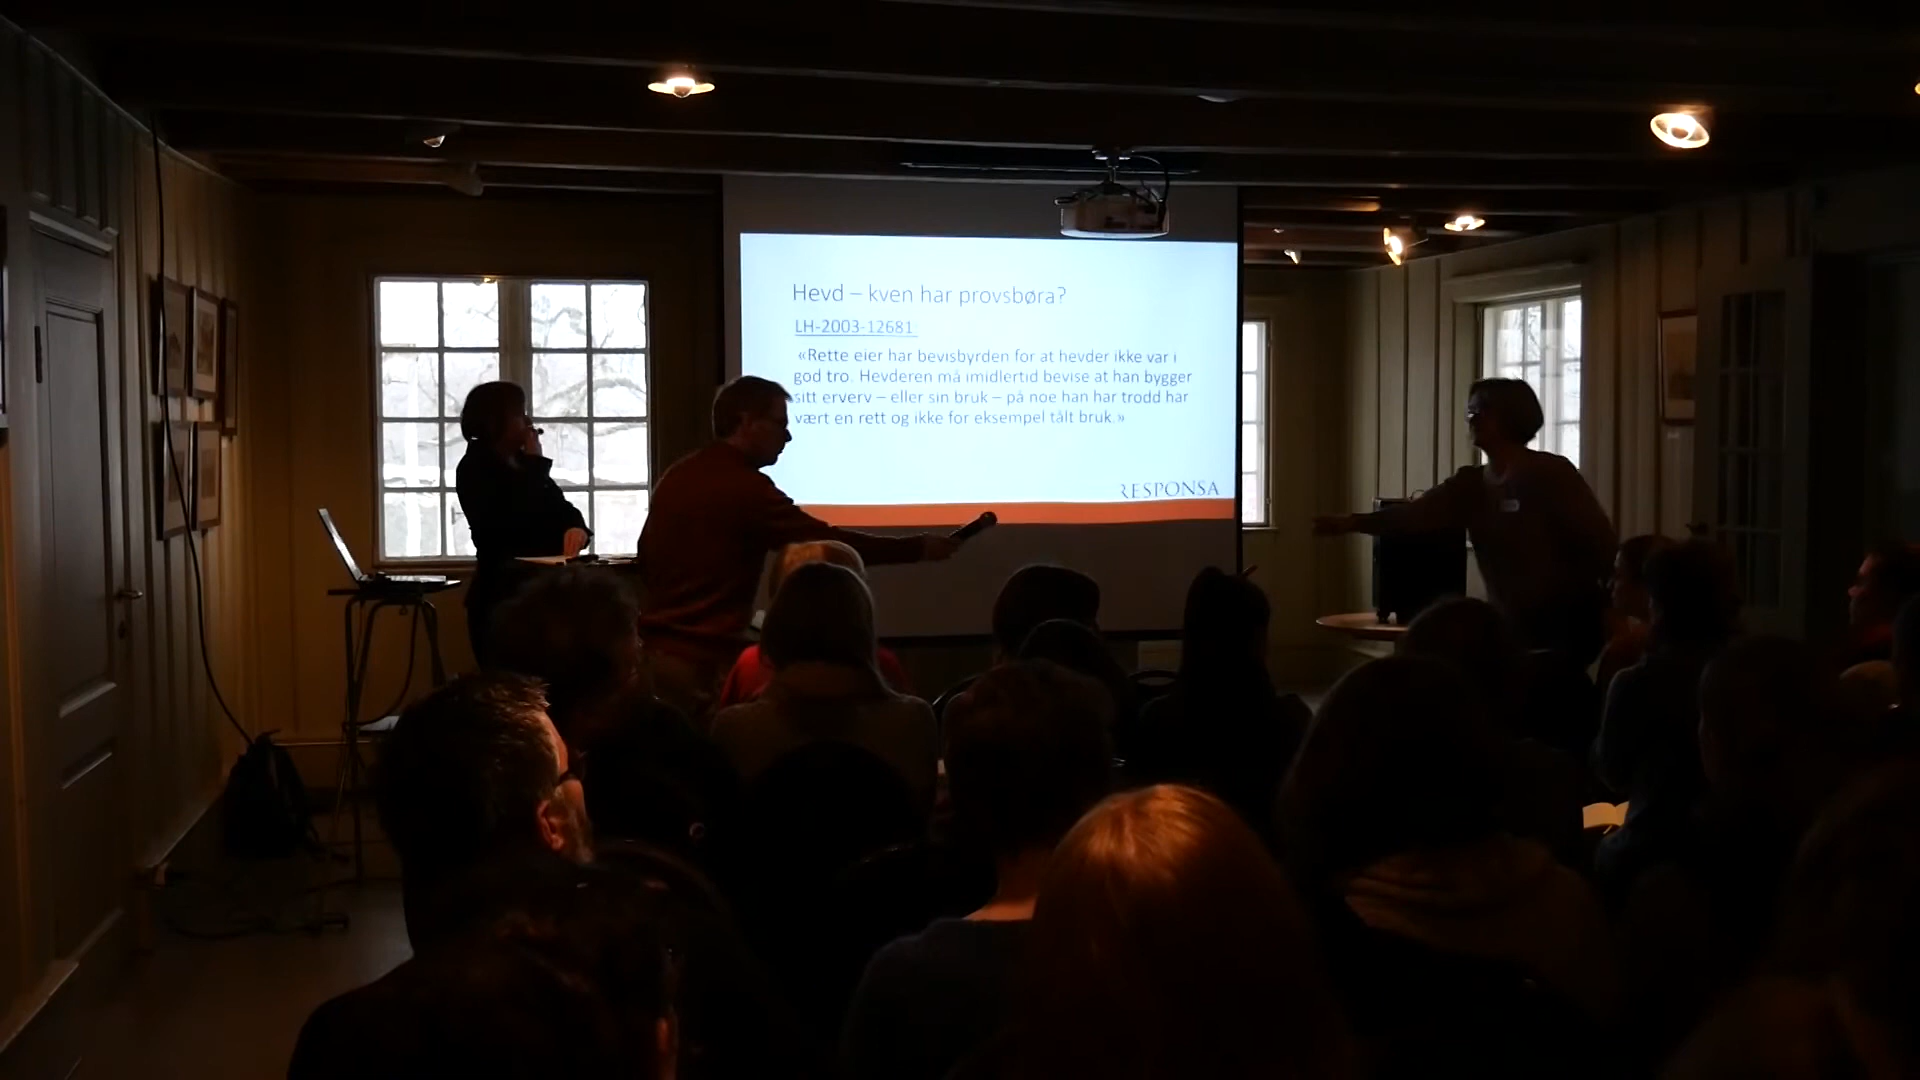 Hevd – kven har provsbøra?
LH-2003-12681
«Rette eier har bevisbyrden for at hevder ikke var i
god tro. Hevderen må imidlertid bevise at han bygger
sitt erverv – eller sin bruk – på noe han har trodd har
vært en rett og ikke for eksempel tålt bruk.»
RESPONSA